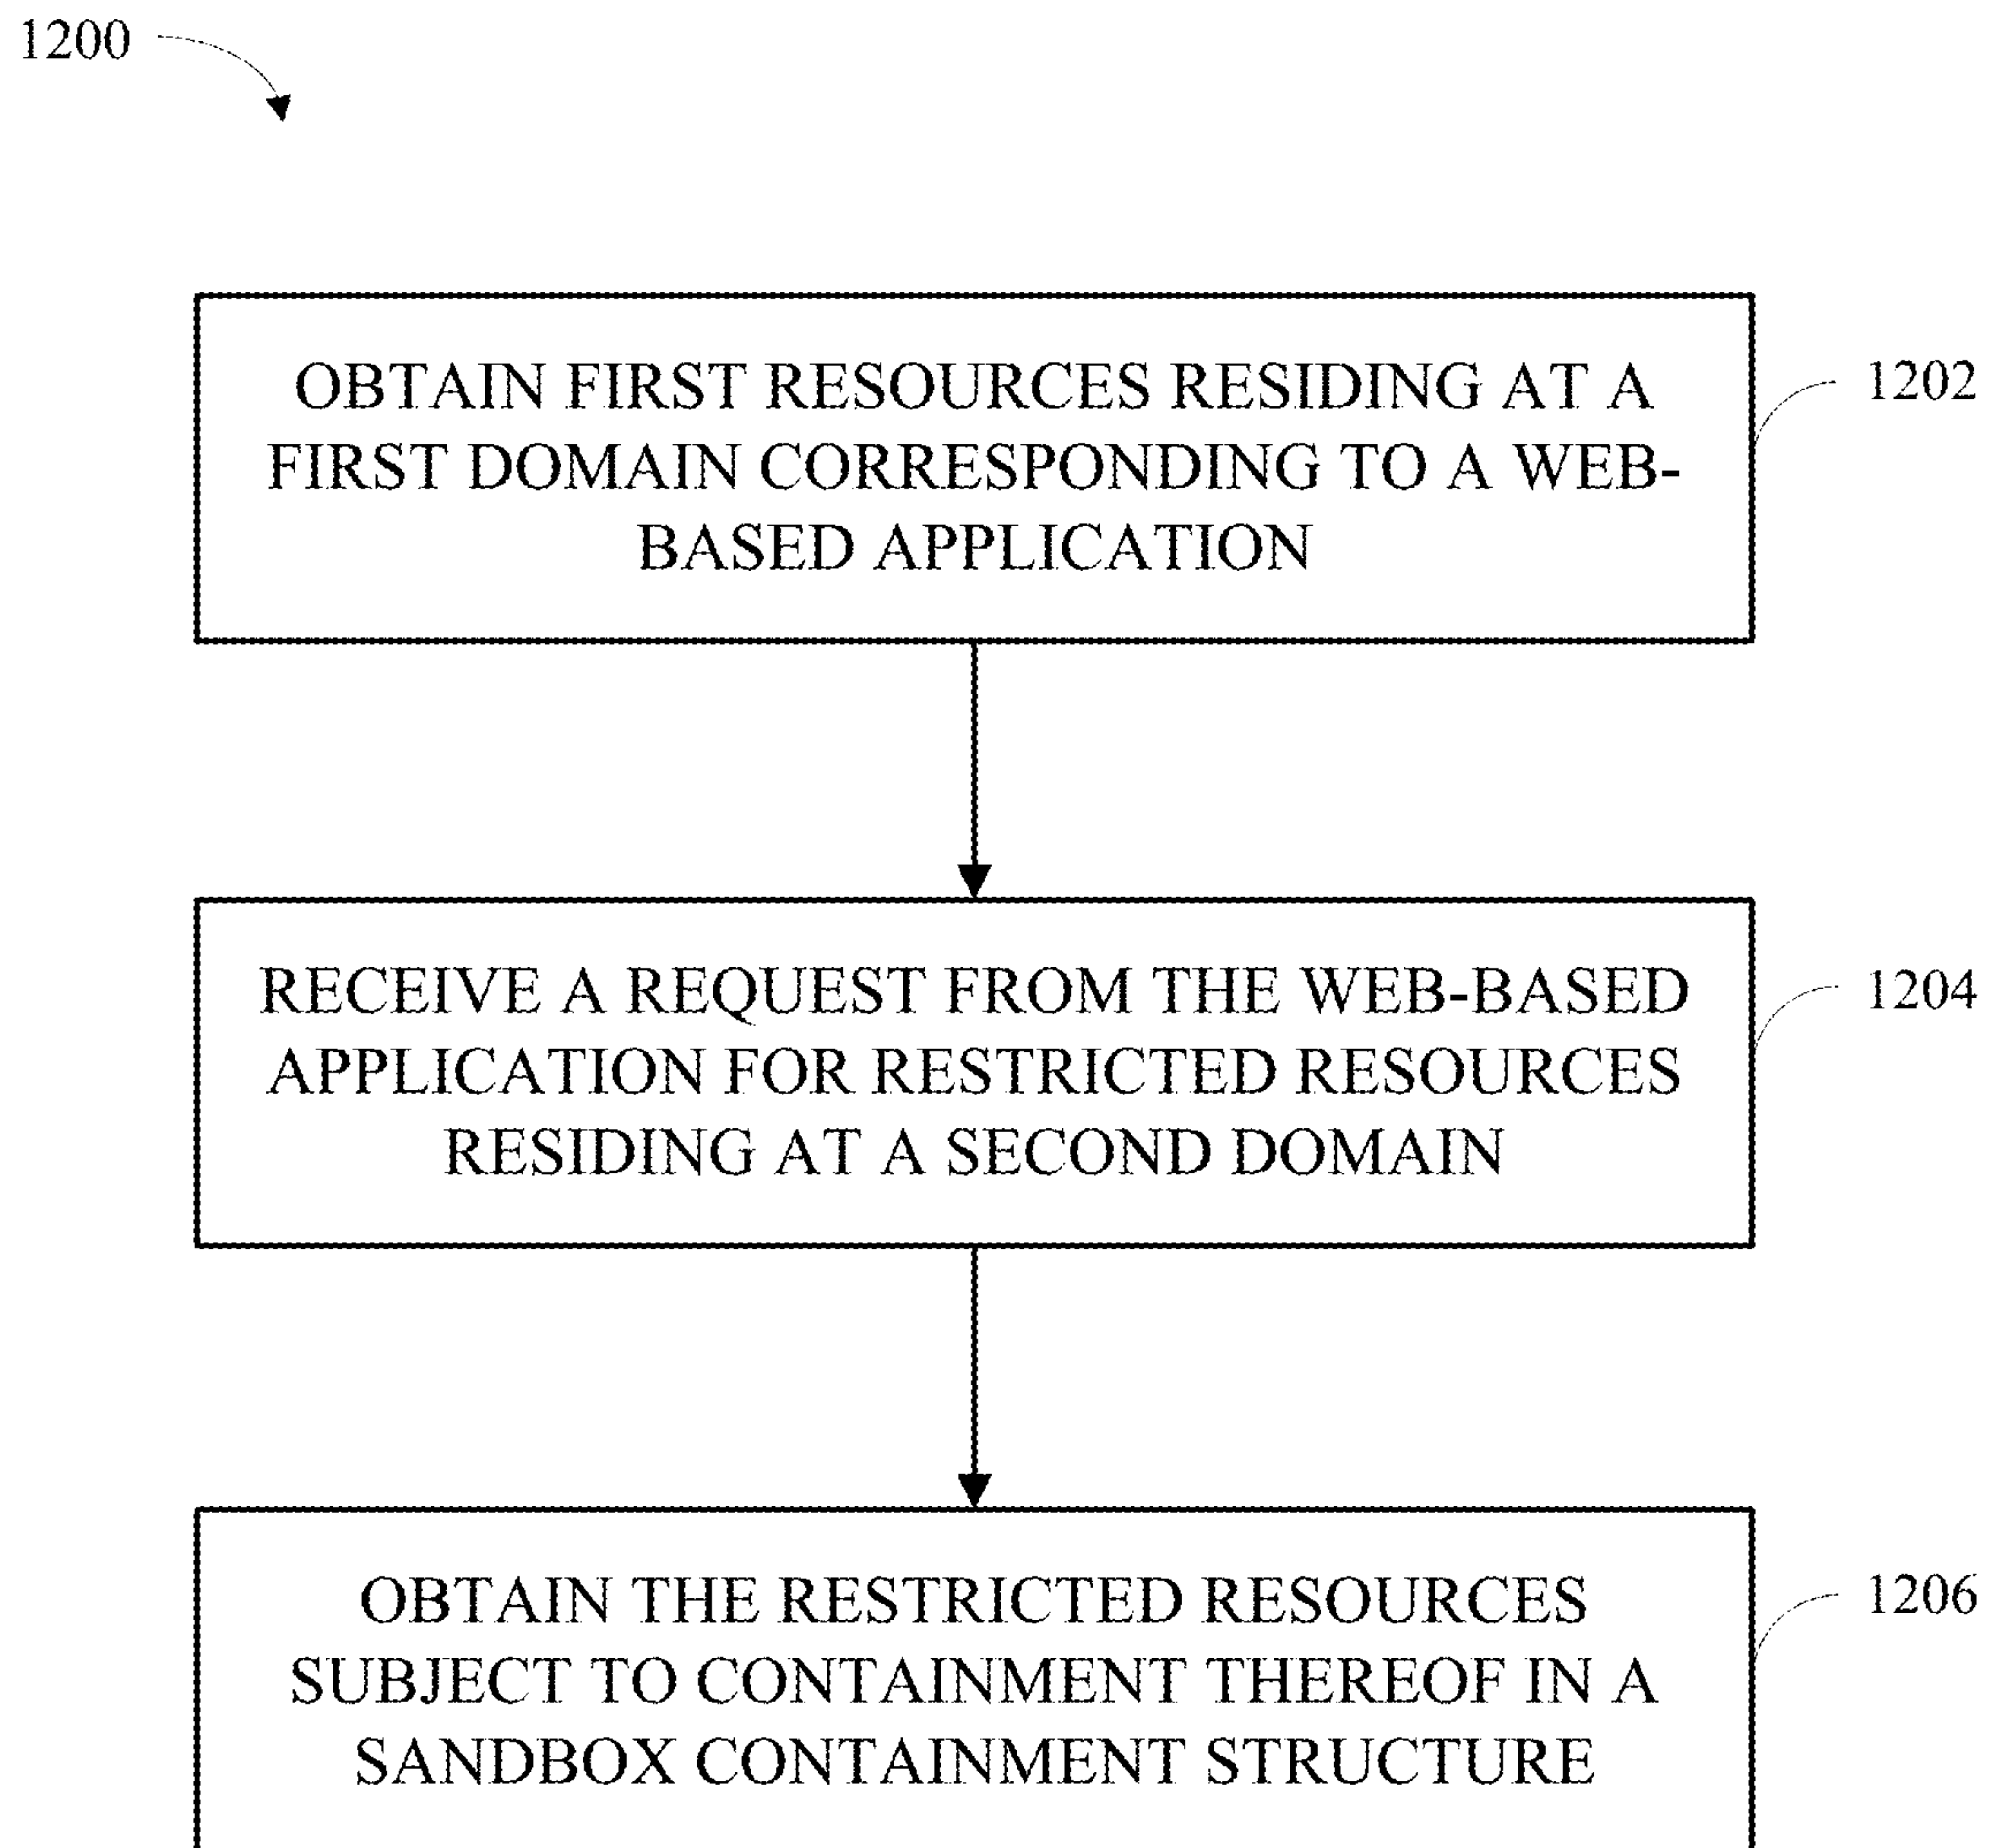 1200
OBTAIN FIRST RESOURCES RESIDING AT A
FIRST DOMAIN CORRESPONDING TO A WEB-
BASED APPLICATION
1202
RECEIVE A REQUEST FROM THE WEB-BASED
APPLICATION FOR RESTRICTED RESOURCES
RESIDING AT A SECOND DOMAIN
1204
OBTAIN THE RESTRICTED RESOURCES
SUBJECT TO CONTAINMENT THEREOF IN A
SANDBOX CONTAINMENT STRUCTURE
1206